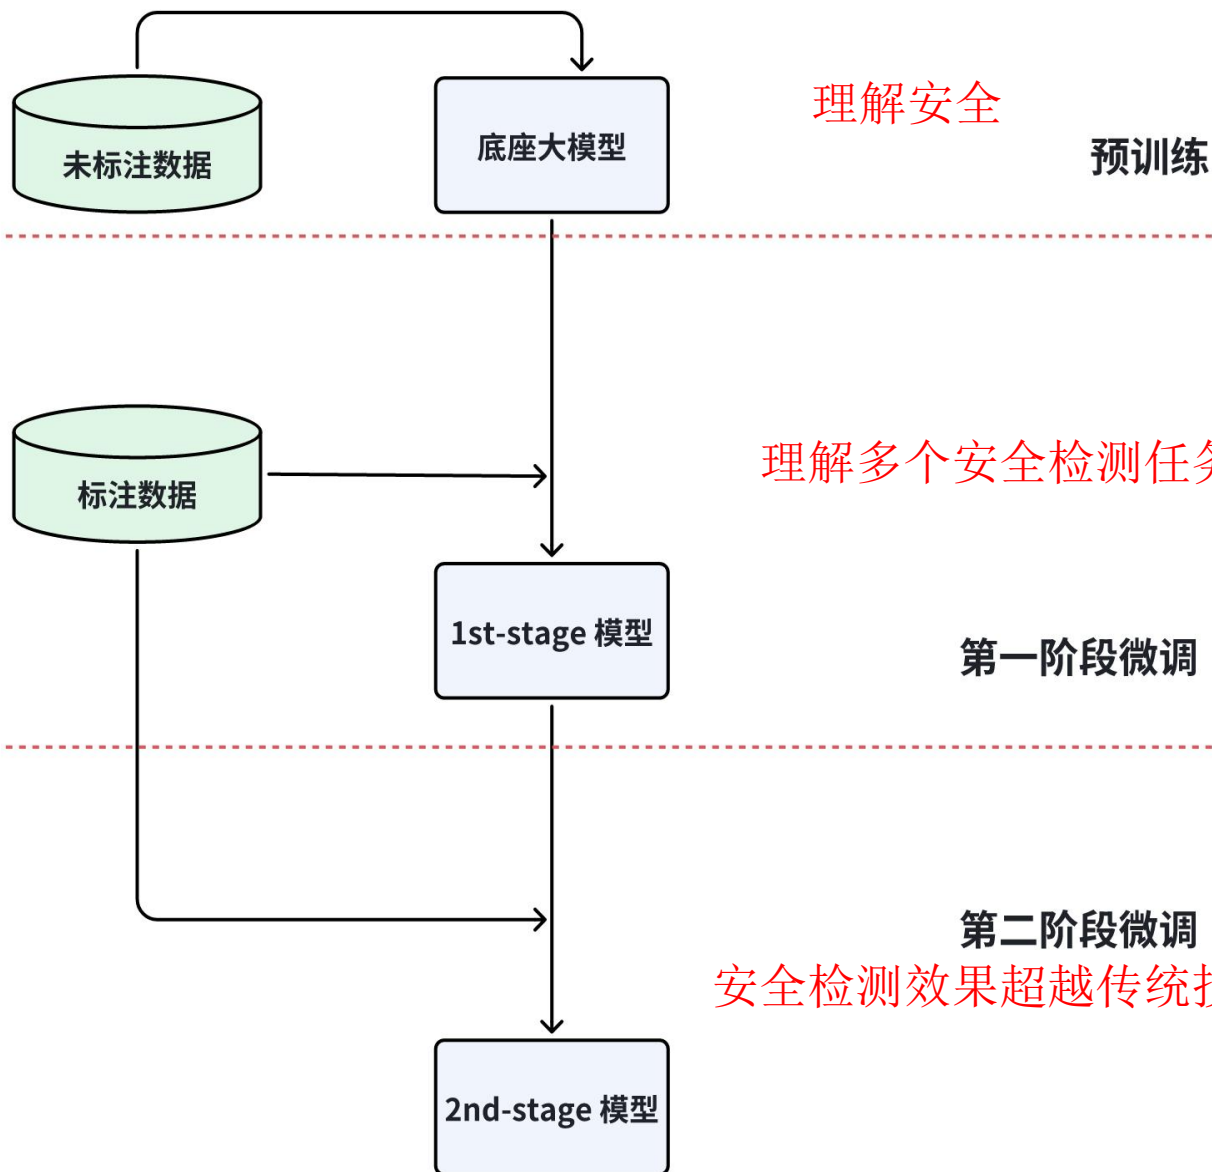 理解安全
底座大模型
未标注数据
预训练
理解多个安全检测任务
标注数据
1st-stage 模型
第一阶段微调
第二阶段微调
安全检测效果超越传统
2nd-stage 模型